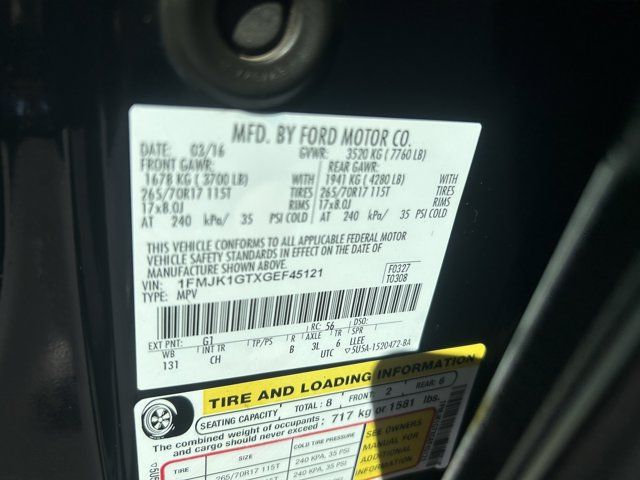 MFD. BY FORD MOTOR CO.
DATE: 03/16 GVWR: 3520 KG (7760 LB)
FRONT GAWR: REAR GAWR:
1678 KG (3700 LB) WITH 1941 KG (4280 LB) WITH
265/70R17 115T TIRES 265/70R17 115T TIRES
17x8.0J RIMS 17x8.0J RIMS
AT 240 kPa/ 35 PSI COLD AT 240 kPa/ 35 PSI COLD
THIS VEHICLE CONFORMS TO ALL APPLICABLE FEDERAL MOTOR
VEHICLE SAFETY STANDARDS IN EFFECT ON THE DATE OF
MANUFACTURE SHOWN ABOVE.
VIN: 1FMJK1GTXGEF45121 F0327
TYPE: MPV T0308
EXT PNT: G1 RC: 56 DSO:
WB INT TR TP/PS R AXLE TR SPR
131 CH B 3L 6 LLEE
UTC 5U5A-1520472-BA
TIRE AND LOADING INFORMATION
SEATING CAPACITY TOTAL: 8 FRONT: 2 REAR: 6
The combined weight of occupants and cargo should never exceed: 717 kg or 1581 lbs.
TIRE SIZE COLD TIRE PRESSURE
265/70R17 115T 240 KPA, 35 PSI
SEE OWNERS
MANUAL FOR
ADDITIONAL
INFORMATION